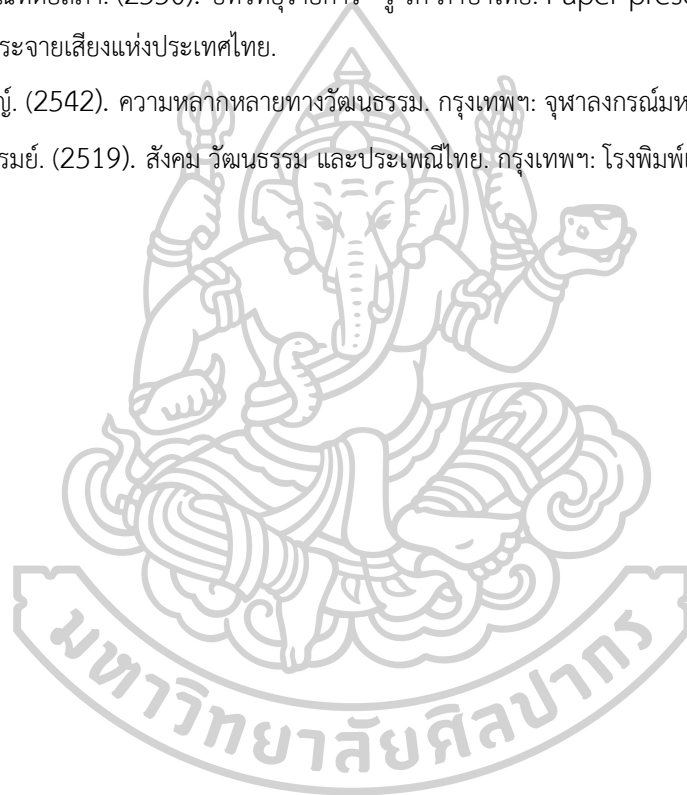 (2550). Paper pres
ระจายเสียงแห่งประเทศไทย.
(2542). ความหลากหลายทางวัฒนธรรม. กรุงเทพฯ: จุฬาลงกรณ์มห
(2519). สังคม วัฒนธรรม และประเพณีไทย. กรุงเทพฯ: โรงพิมพ์
มหาวิทยาลัยศิลปากร